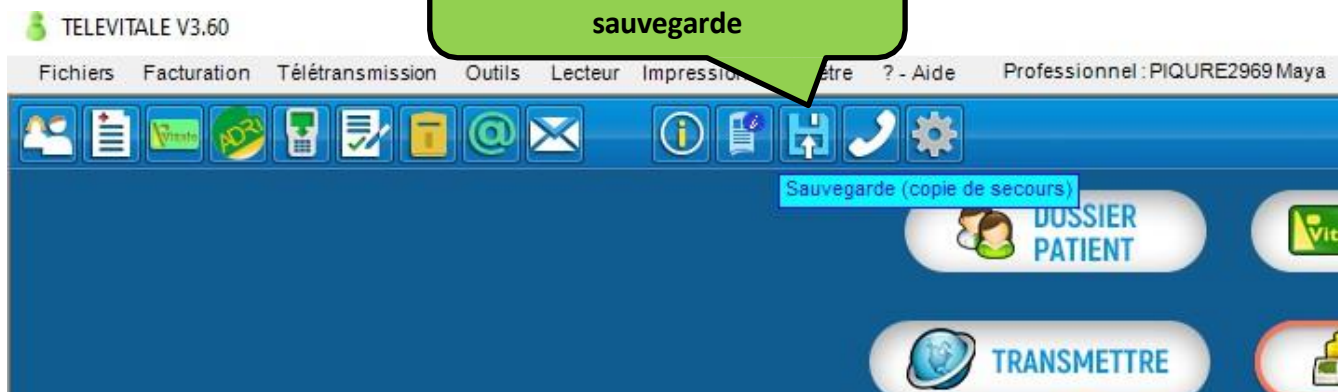 sauvegarde
TELEVITALE V3.60
Fichiers Facturation Télétransmission Outils Lecteur ? - Aide Professionnel : PIQURE2969 Maya
ADRi
Sauvegarde (copie de secours)
DOSSIER
PATIENT
TRANSMETTRE